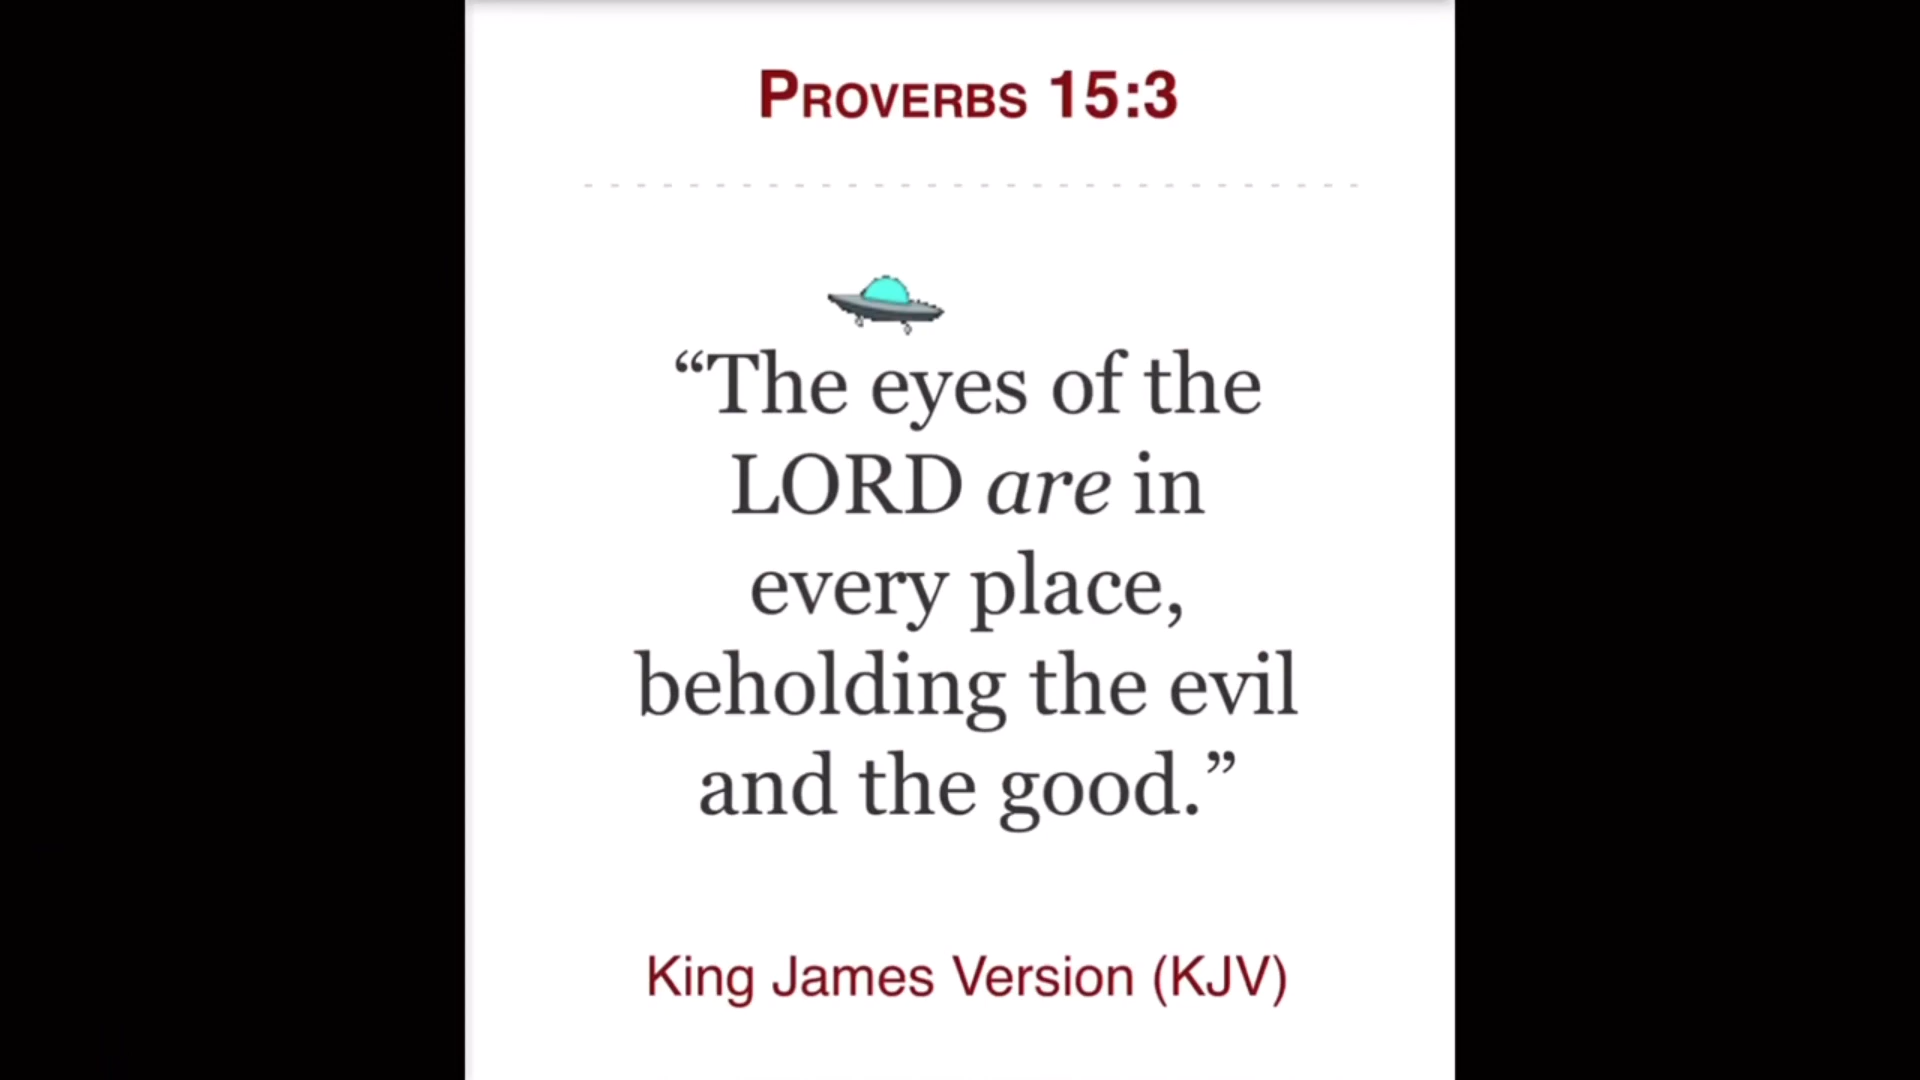 Proverbs 15:3
“The eyes of the
LORD are in
every place,
beholding the evil
and the good.”
King James Version (KJV)